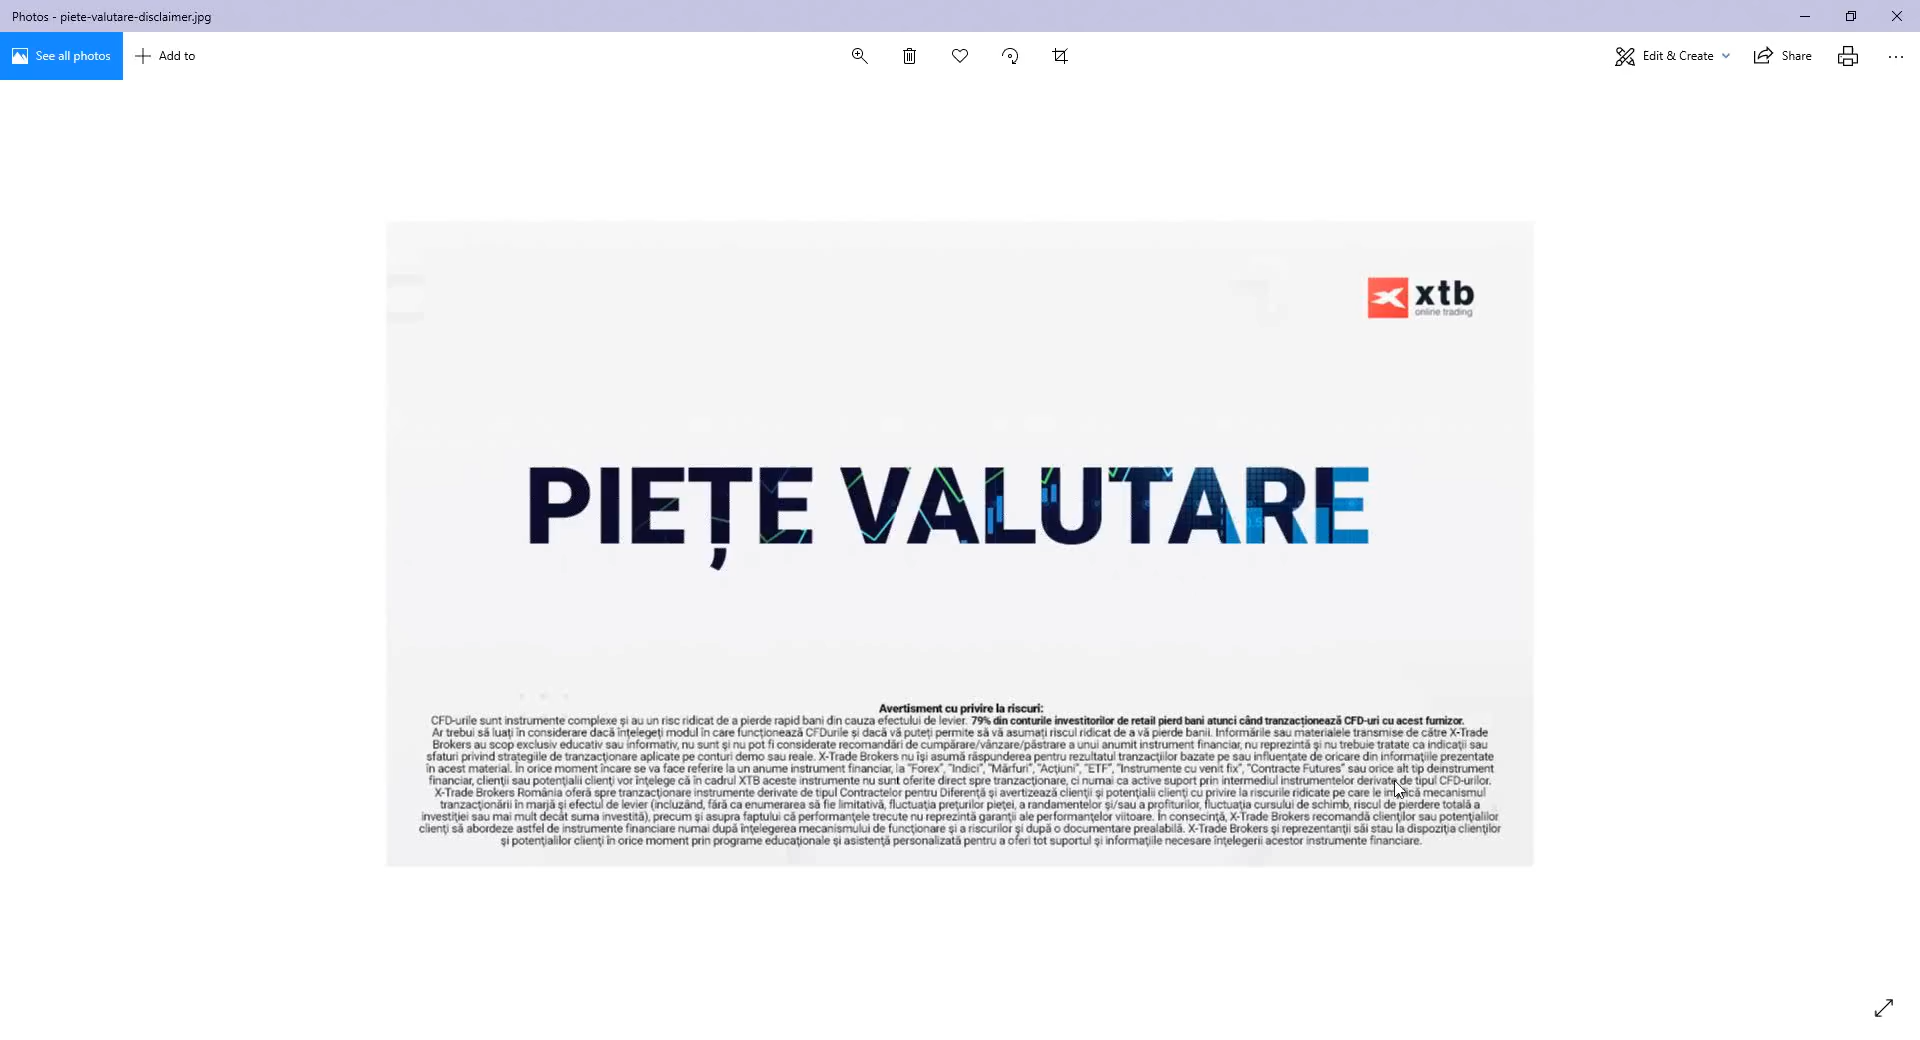 Photos - piete-valutare-disclaimer.jpg
See all photos
Add to
Edit & Create
Share
xtb
online trading
PIEȚE VALUTARE
Avertisment cu privire la riscuri:
CFD-urile sunt instrumente complexe și au un risc ridicat de a pierde rapid bani din cauza efectului de levier. 79% din conturile investitorilor de retail pierd bani atunci când tranzacționează CFD-uri cu acest furnizor.
Ar trebui să luați în considerare dacă înțelegeți modul în care funcționează CFDurile și dacă vă puteți permite să vă asumați riscul ridicat de a vă pierde banii. Informările sau materialele transmise de către X-Trade
Brokers au scop exclusiv educativ sau informativ, nu sunt și nu pot fi considerate recomandări de cumpărare/vânzare/păstrare a unui anumit instrument financiar, nu reprezintă și nu trebuie tratate ca indicații sau
sfaturi privind strategiile de tranzacționare aplicate pe conturi demo sau reale. X-Trade Brokers nu își asumă răspunderea pentru rezultatul tranzacțiilor bazate pe sau influențate de oricare din informațiile prezentate
în acest material. În orice moment încare se va face referire la un anume instrument financiar, la "Forex", "Indici", "Mărfuri", "Acțiuni", "ETF", "Instrumente cu venit fix", "Contracte Futures" sau orice alt tip deinstrument
financiar, clienții sau potențialii clienți vor înțelege că în cadrul XTB aceste instrumente nu sunt oferite direct spre tranzacționare, ci numai ca active suport prin intermediul instrumentelor derivate de tipul CFD-urilor.
X-Trade Brokers România oferă spre tranzacționare instrumente derivate de tipul Contractelor pentru Diferență și avertizează clienții și potențialii clienți cu privire la riscurile ridicate pe care le implică mecanismul
tranzacționării în marjă și efectul de levier (incluzând, fără ca enumerarea să fie limitativă, fluctuația prețurilor pieței, a randamentelor și/sau a profiturilor, fluctuația cursului de schimb, riscul de pierdere totală a
investiției sau mai mult decât suma investită), precum și asupra faptului că performanțele trecute nu reprezintă garanții ale performanțelor viitoare. În consecință, X-Trade Brokers recomandă clienților sau potențialilor
clienți să abordeze astfel de instrumente financiare numai după înțelegerea mecanismului de funcționare și a riscurilor și după o documentare prealabilă. X-Trade Brokers și reprezentanții săi stau la dispoziția clienților
și potențialilor clienți în orice moment prin programe educaționale și asistență personalizată pentru a oferi tot suportul și informațiile necesare înțelegerii acestor instrumente financiare.